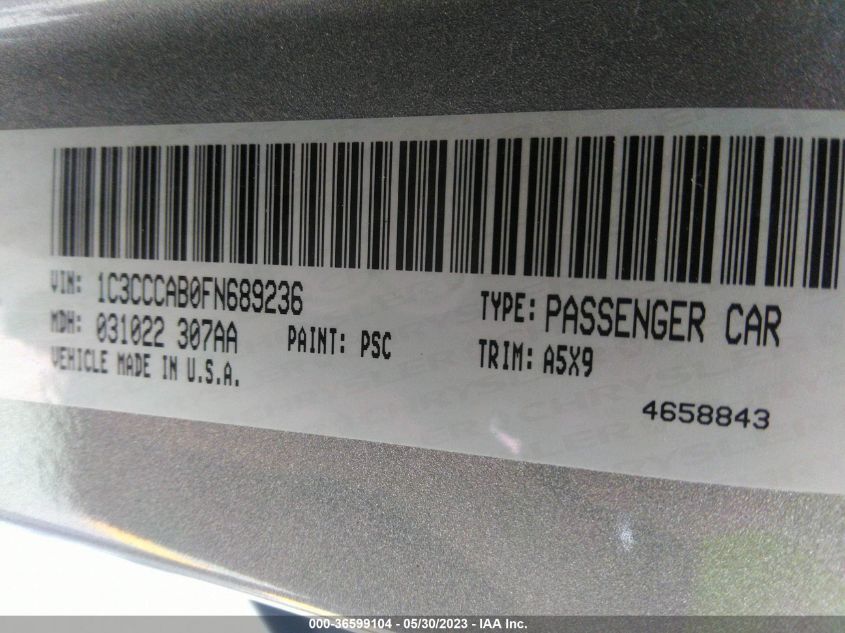 VIN: 1C3CCCAB0FN689236
TYPE: PASSENGER CAR
MDH: 031022 307AA
PAINT: PSC
TRIM: A5X9
VEHICLE MADE IN U.S.A.
4658843
000-36599104 - 05/30/2023 - IAA Inc.